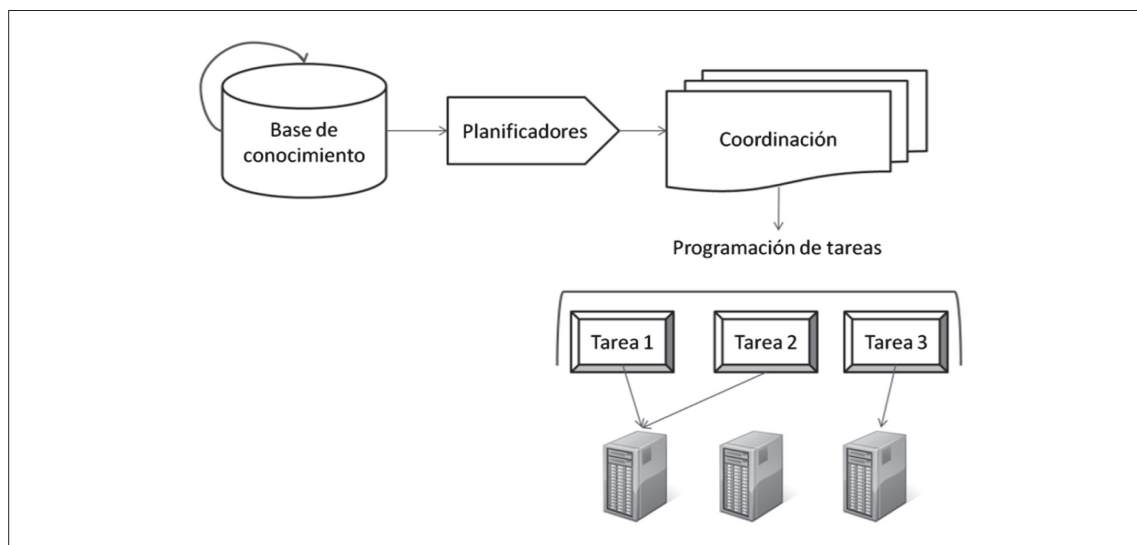 Base de
conocimiento
Planificadores
Coordinación
Programación de tareas
Tarea 1
Tarea 2
Tarea 3